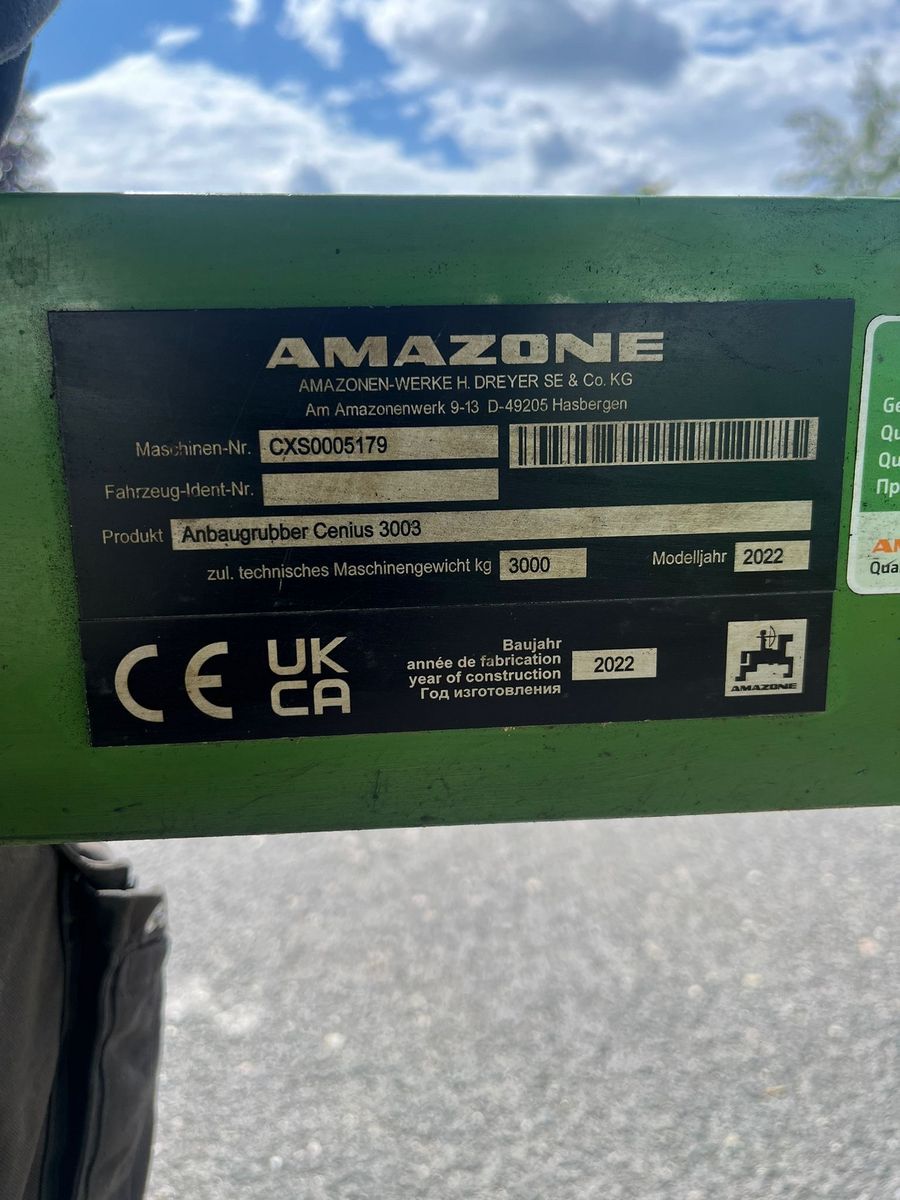 AMAZONE
AMAZONEN-WERKE H. DREYER SE & Co. KG
Am Amazonenwerk 9-13 D-49205 Hasbergen
Maschinen-Nr. CXS0005179
Fahrzeug-Ident-Nr.
Produkt Anbaugrubber Cenius 3003
zul. technisches Maschinengewicht kg 3000 Modelljahr 2022
CE UK CA
Baujahr
année de fabrication
year of construction
Год изготовления
2022
AMAZONE